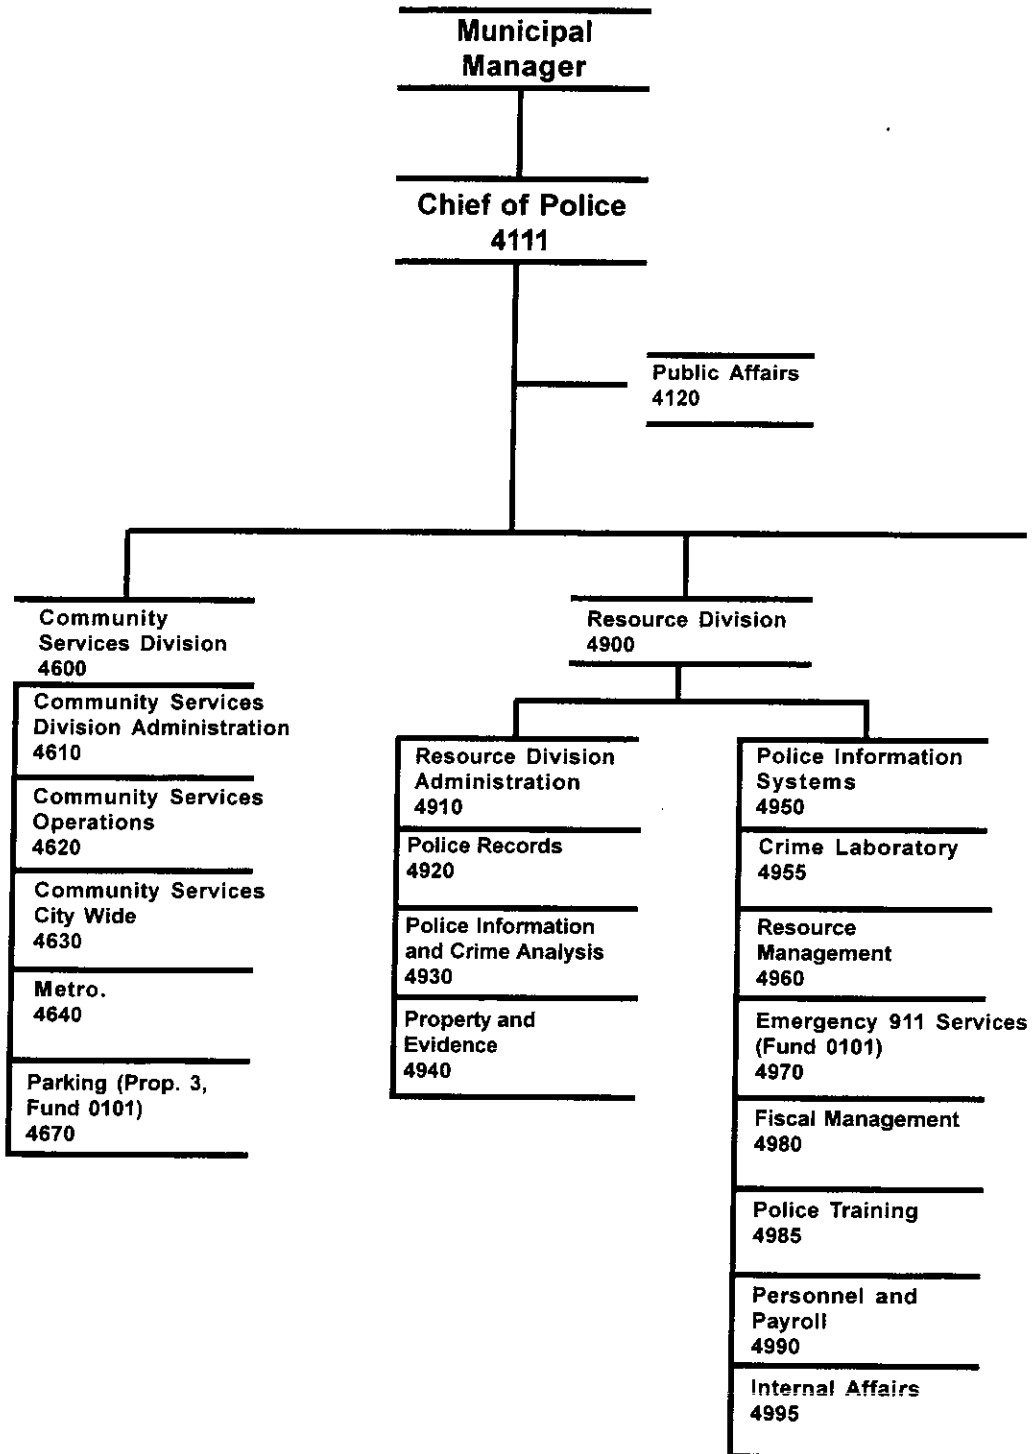 Municipal
Manager
Chief of Police
4111
Public Affairs
4120
Community
Services Division
4600
Community Services
Division Administration
4610
Community Services
Operations
4620
Community Services
City Wide
4630
Metro.
4640
Parking (Prop. 3,
Fund 0101)
4670
Resource Division
4900
Resource Division
Administration
4910
Police Records
4920
Police Information
and Crime Analysis
4930
Property and
Evidence
4940
Police Information
Systems
4950
Crime Laboratory
4955
Resource
Management
4960
Emergency 911 Services
(Fund 0101)
4970
Fiscal Management
4980
Police Training
4985
Personnel and
Payroll
4990
Internal Affairs
4995